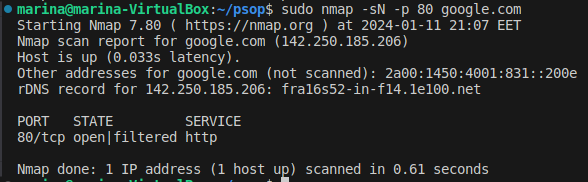 marina@marina-VirtualBox:~/psop$ sudo nmap -sN -p 80 google.com
Starting Nmap 7.80 ( https://nmap.org ) at 2024-01-11 21:07 EET
Nmap scan report for google.com (142.250.185.206)
Host is up (0.033s latency).
Other addresses for google.com (not scanned): 2a00:1450:4001:831::200e
rDNS record for 142.250.185.206: fra16s52-in-f14.1e100.net
PORT   STATE         SERVICE
80/tcp open|filtered http
Nmap done: 1 IP address (1 host up) scanned in 0.61 seconds
marina@marina-VirtualBox:~/psop$